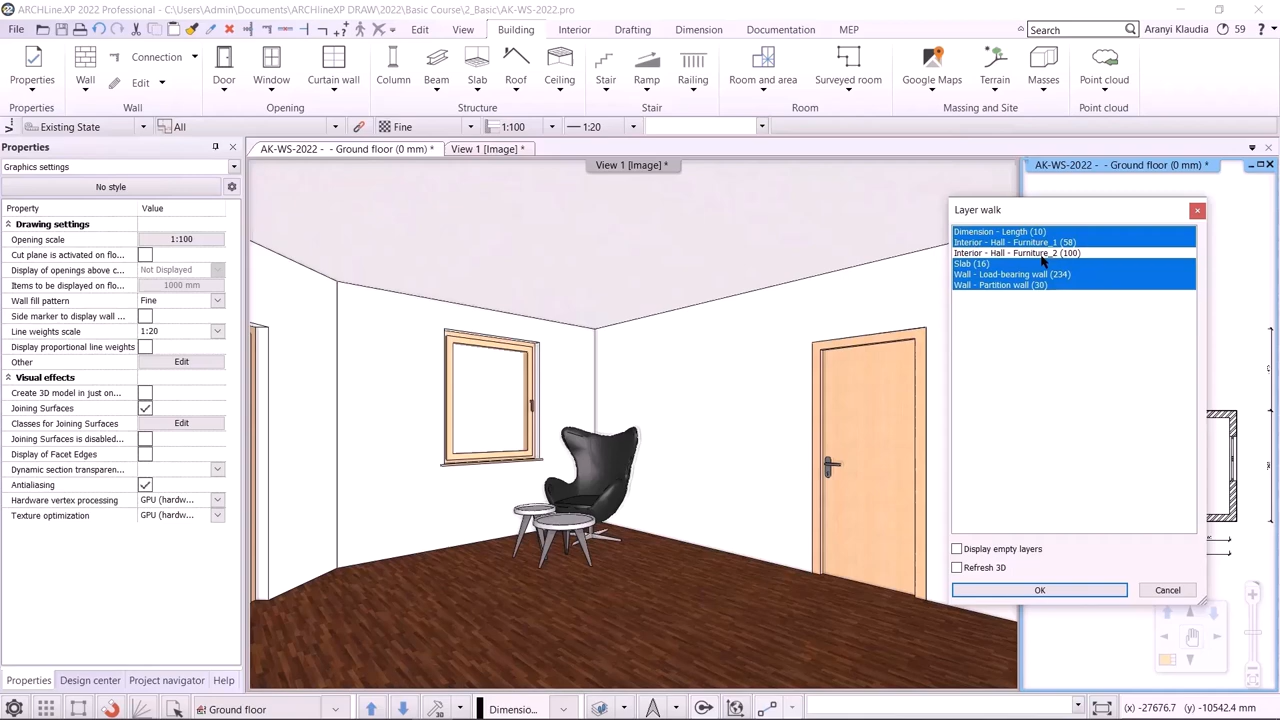 ARCHLine.XP 2022 Professional - C:\Users\Admin\Documents\ARCHlineXP DRAW\2022\Basic Course\2_Basic\AK-WS-2022.pro
File
Edit View Building Interior Drafting Dimension Documentation MEP
Search
Aranyi Klaudia 59
Properties
Wall
Connection
Edit
Door Window Curtain wall
Column Beam Slab Roof Ceiling
Stair Ramp Railing
Room and area Surveyed room
Google Maps Terrain Masses
Point cloud
Properties Wall Opening Structure Stair Room Massing and Site Point cloud
Existing State All Fine 1:100 1:20
Properties
Graphics settings
No style
Property Value
Drawing settings
Opening scale 1:100
Cut plane is activated on flo...
Display of openings above c... Not Displayed
Items to be displayed on flo... 1000 mm
Wall fill pattern Fine
Side marker to display wall ...
Line weights scale 1:20
Display proportional line weights
Other Edit
Visual effects
Create 3D model in just on...
Joining Surfaces
Classes for Joining Surfaces Edit
Joining Surfaces is disabled...
Display of Facet Edges
Dynamic section transparen...
Antialiasing
Hardware vertex processing GPU (hardw...
Texture optimization GPU (hardw...
AK-WS-2022 - - Ground floor (0 mm) * View 1 [Image] *
View 1 [Image] *
AK-WS-2022 - - Ground floor (0 mm) *
Layer walk
Dimension - Length (10)
Interior - Hall - Furniture_1 (58)
Interior - Hall - Furniture_2 (100)
Slab (16)
Wall - Load-bearing wall (234)
Wall - Partition wall (30)
Display empty layers
Refresh 3D
OK Cancel
Properties Design center Project navigator Help
Ground floor
Dimensio...
(x) -27676.7 (y) -10542.4 mm